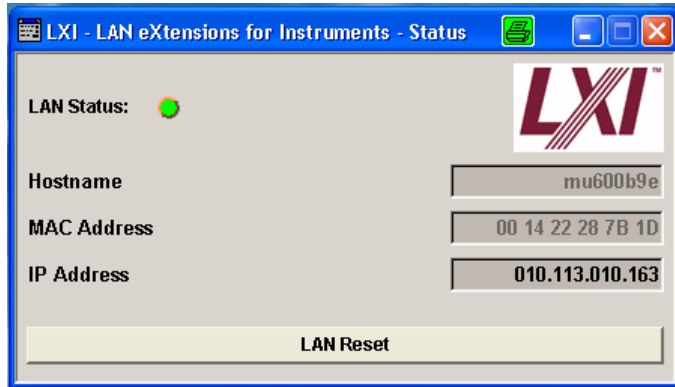 LXI - LAN eXtensions for Instruments - Status
LAN Status:
LXI™
Hostname
mu600b9e
MAC Address
00 14 22 28 7B 1D
IP Address
010.113.010.163
LAN Reset